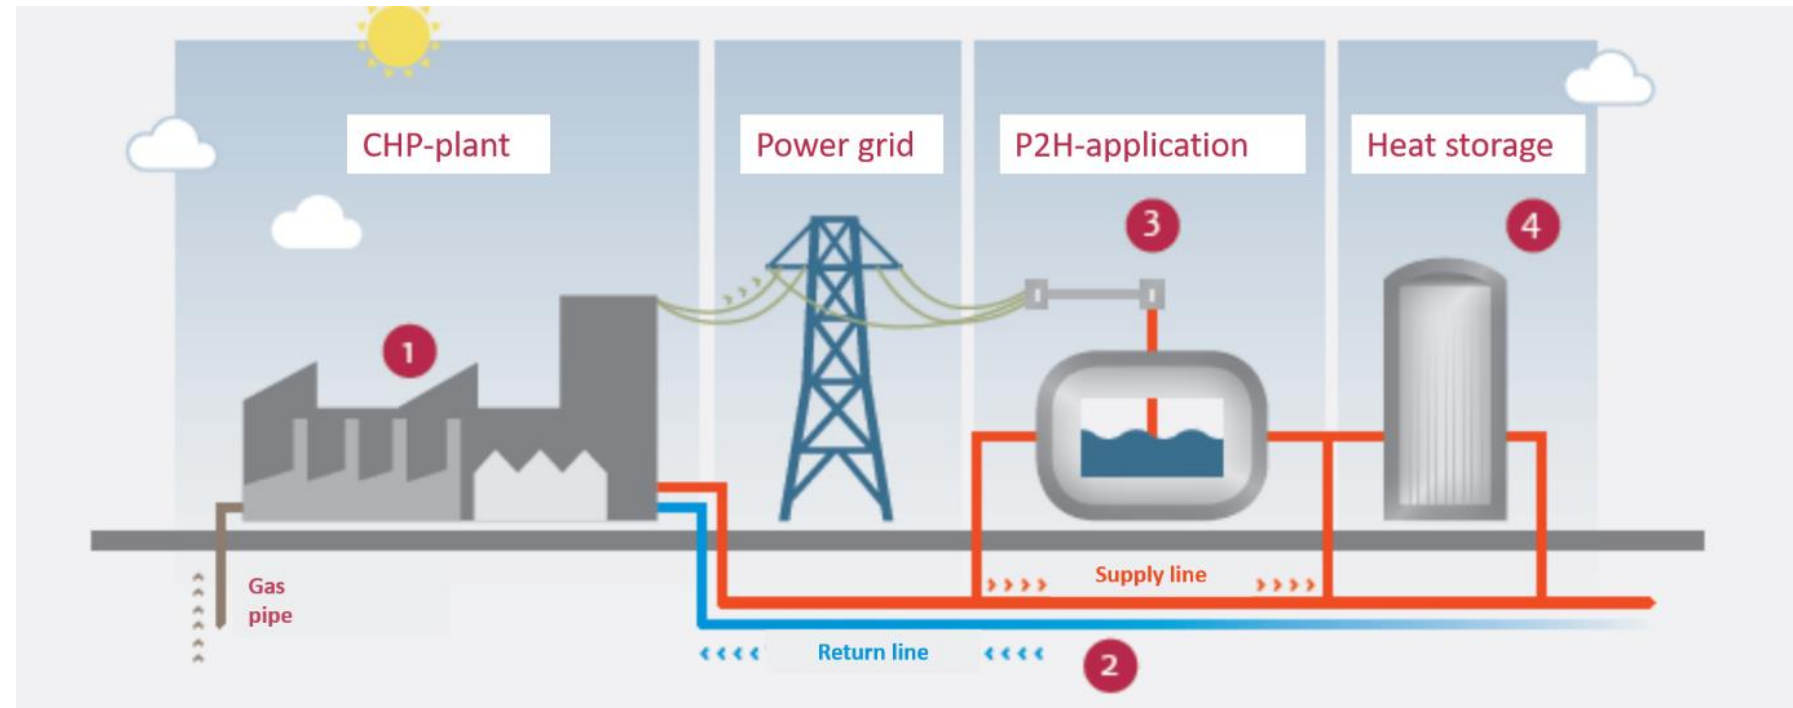 CHP-plant
Power grid
P2H-application
Heat storage
3
4
1
Gas
pipe
Supply line
Return line
2